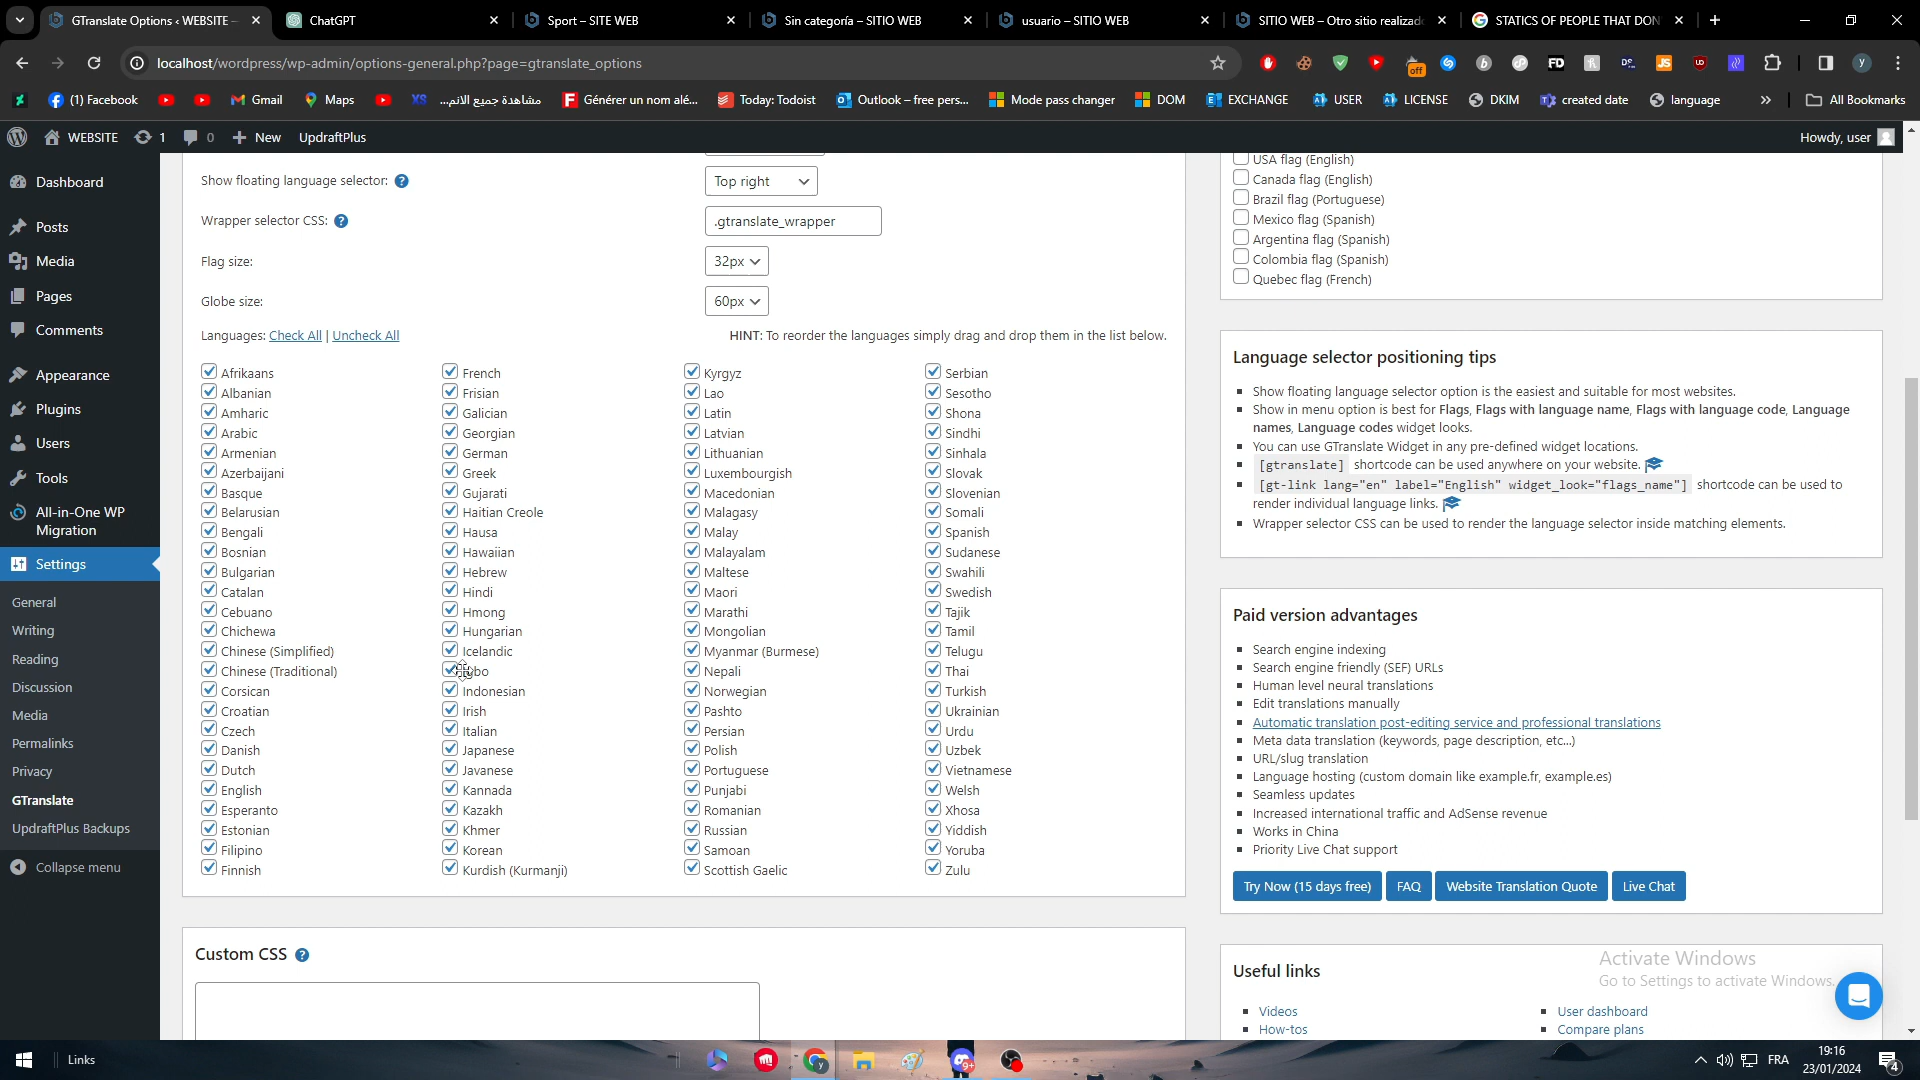 GTranslate Options ‹ WEBSITE –
ChatGPT
Sport – SITE WEB
Sin categoría – SITIO WEB
usuario – SITIO WEB
SITIO WEB – Otro sitio realizad
STATICS OF PEOPLE THAT DON
localhost/wordpress/wp-admin/options-general.php?page=gtranslate_options
(1) Facebook
Gmail
Maps
مشاهدة جميع الانم...
Générer un nom alé...
Today: Todoist
Outlook – free pers...
Mode pass changer
DOM
EXCHANGE
USER
LICENSE
DKIM
created date
language
All Bookmarks
WEBSITE
1
0
New
UpdraftPlus
Howdy, user
Dashboard
Posts
Media
Pages
Comments
Appearance
Plugins
Users
Tools
All-in-One WP
Migration
Settings
General
Writing
Reading
Discussion
Media
Permalinks
Privacy
GTranslate
UpdraftPlus Backups
Collapse menu
Show floating language selector:
Top right
Wrapper selector CSS:
.gtranslate_wrapper
Flag size:
32px
Globe size:
60px
Languages: Check All | Uncheck All
HINT: To reorder the languages simply drag and drop them in the list below.
Afrikaans
Albanian
Amharic
Arabic
Armenian
Azerbaijani
Basque
Belarusian
Bengali
Bosnian
Bulgarian
Catalan
Cebuano
Chichewa
Chinese (Simplified)
Chinese (Traditional)
Corsican
Croatian
Czech
Danish
Dutch
English
Esperanto
Estonian
Filipino
Finnish
French
Frisian
Galician
Georgian
German
Greek
Gujarati
Haitian Creole
Hausa
Hawaiian
Hebrew
Hindi
Hmong
Hungarian
Icelandic
Indonesian
Irish
Italian
Japanese
Javanese
Kannada
Kazakh
Khmer
Korean
Kurdish (Kurmanji)
Kyrgyz
Lao
Latin
Latvian
Lithuanian
Luxembourgish
Macedonian
Malagasy
Malay
Malayalam
Maltese
Maori
Marathi
Mongolian
Myanmar (Burmese)
Nepali
Norwegian
Pashto
Persian
Polish
Portuguese
Punjabi
Romanian
Russian
Samoan
Scottish Gaelic
Serbian
Sesotho
Shona
Sindhi
Sinhala
Slovak
Slovenian
Somali
Spanish
Sudanese
Swahili
Swedish
Tajik
Tamil
Telugu
Thai
Turkish
Ukrainian
Urdu
Uzbek
Vietnamese
Welsh
Xhosa
Yiddish
Yoruba
Zulu
Custom CSS
USA flag (English)
Canada flag (English)
Brazil flag (Portuguese)
Mexico flag (Spanish)
Argentina flag (Spanish)
Colombia flag (Spanish)
Quebec flag (French)
Language selector positioning tips
Show floating language selector option is the easiest and suitable for most websites.
Show in menu option is best for Flags, Flags with language name, Flags with language code, Language
names, Language codes widget looks.
You can use GTranslate Widget in any pre-defined widget locations.
[gtranslate] shortcode can be used anywhere on your website.
[gt-link lang="en" label="English" widget_look="flags_name"] shortcode can be used to
render individual language links.
Wrapper selector CSS can be used to render the language selector inside matching elements.
Paid version advantages
Search engine indexing
Search engine friendly (SEF) URLs
Human level neural translations
Edit translations manually
Automatic translation post-editing service and professional translations
Meta data translation (keywords, page description, etc...)
URL/slug translation
Language hosting (custom domain like example.fr, example.es)
Seamless updates
Increased international traffic and AdSense revenue
Works in China
Priority Live Chat support
Try Now (15 days free)
FAQ
Website Translation Quote
Live Chat
Useful links
Videos
How-tos
User dashboard
Compare plans
Activate Windows
Go to Settings to activate Windows.
Links
FRA
19:16
23/01/2024
4